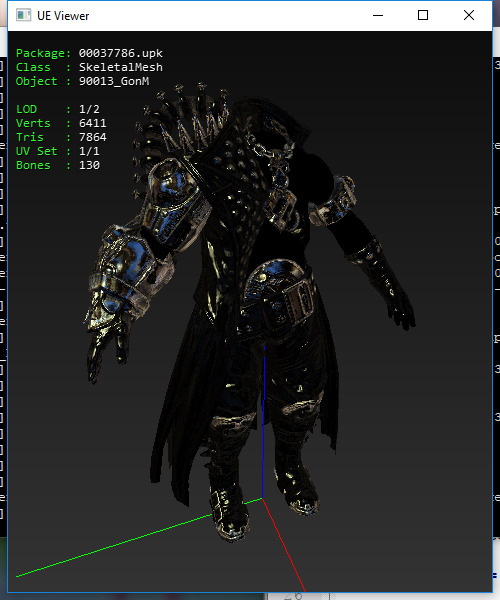 UE Viewer
Package: 00037786.upk
Class : SkeletalMesh
Object : 90013_GonM
LOD : 1/2
Verts : 6411
Tris : 7864
UV Set : 1/1
Bones : 130